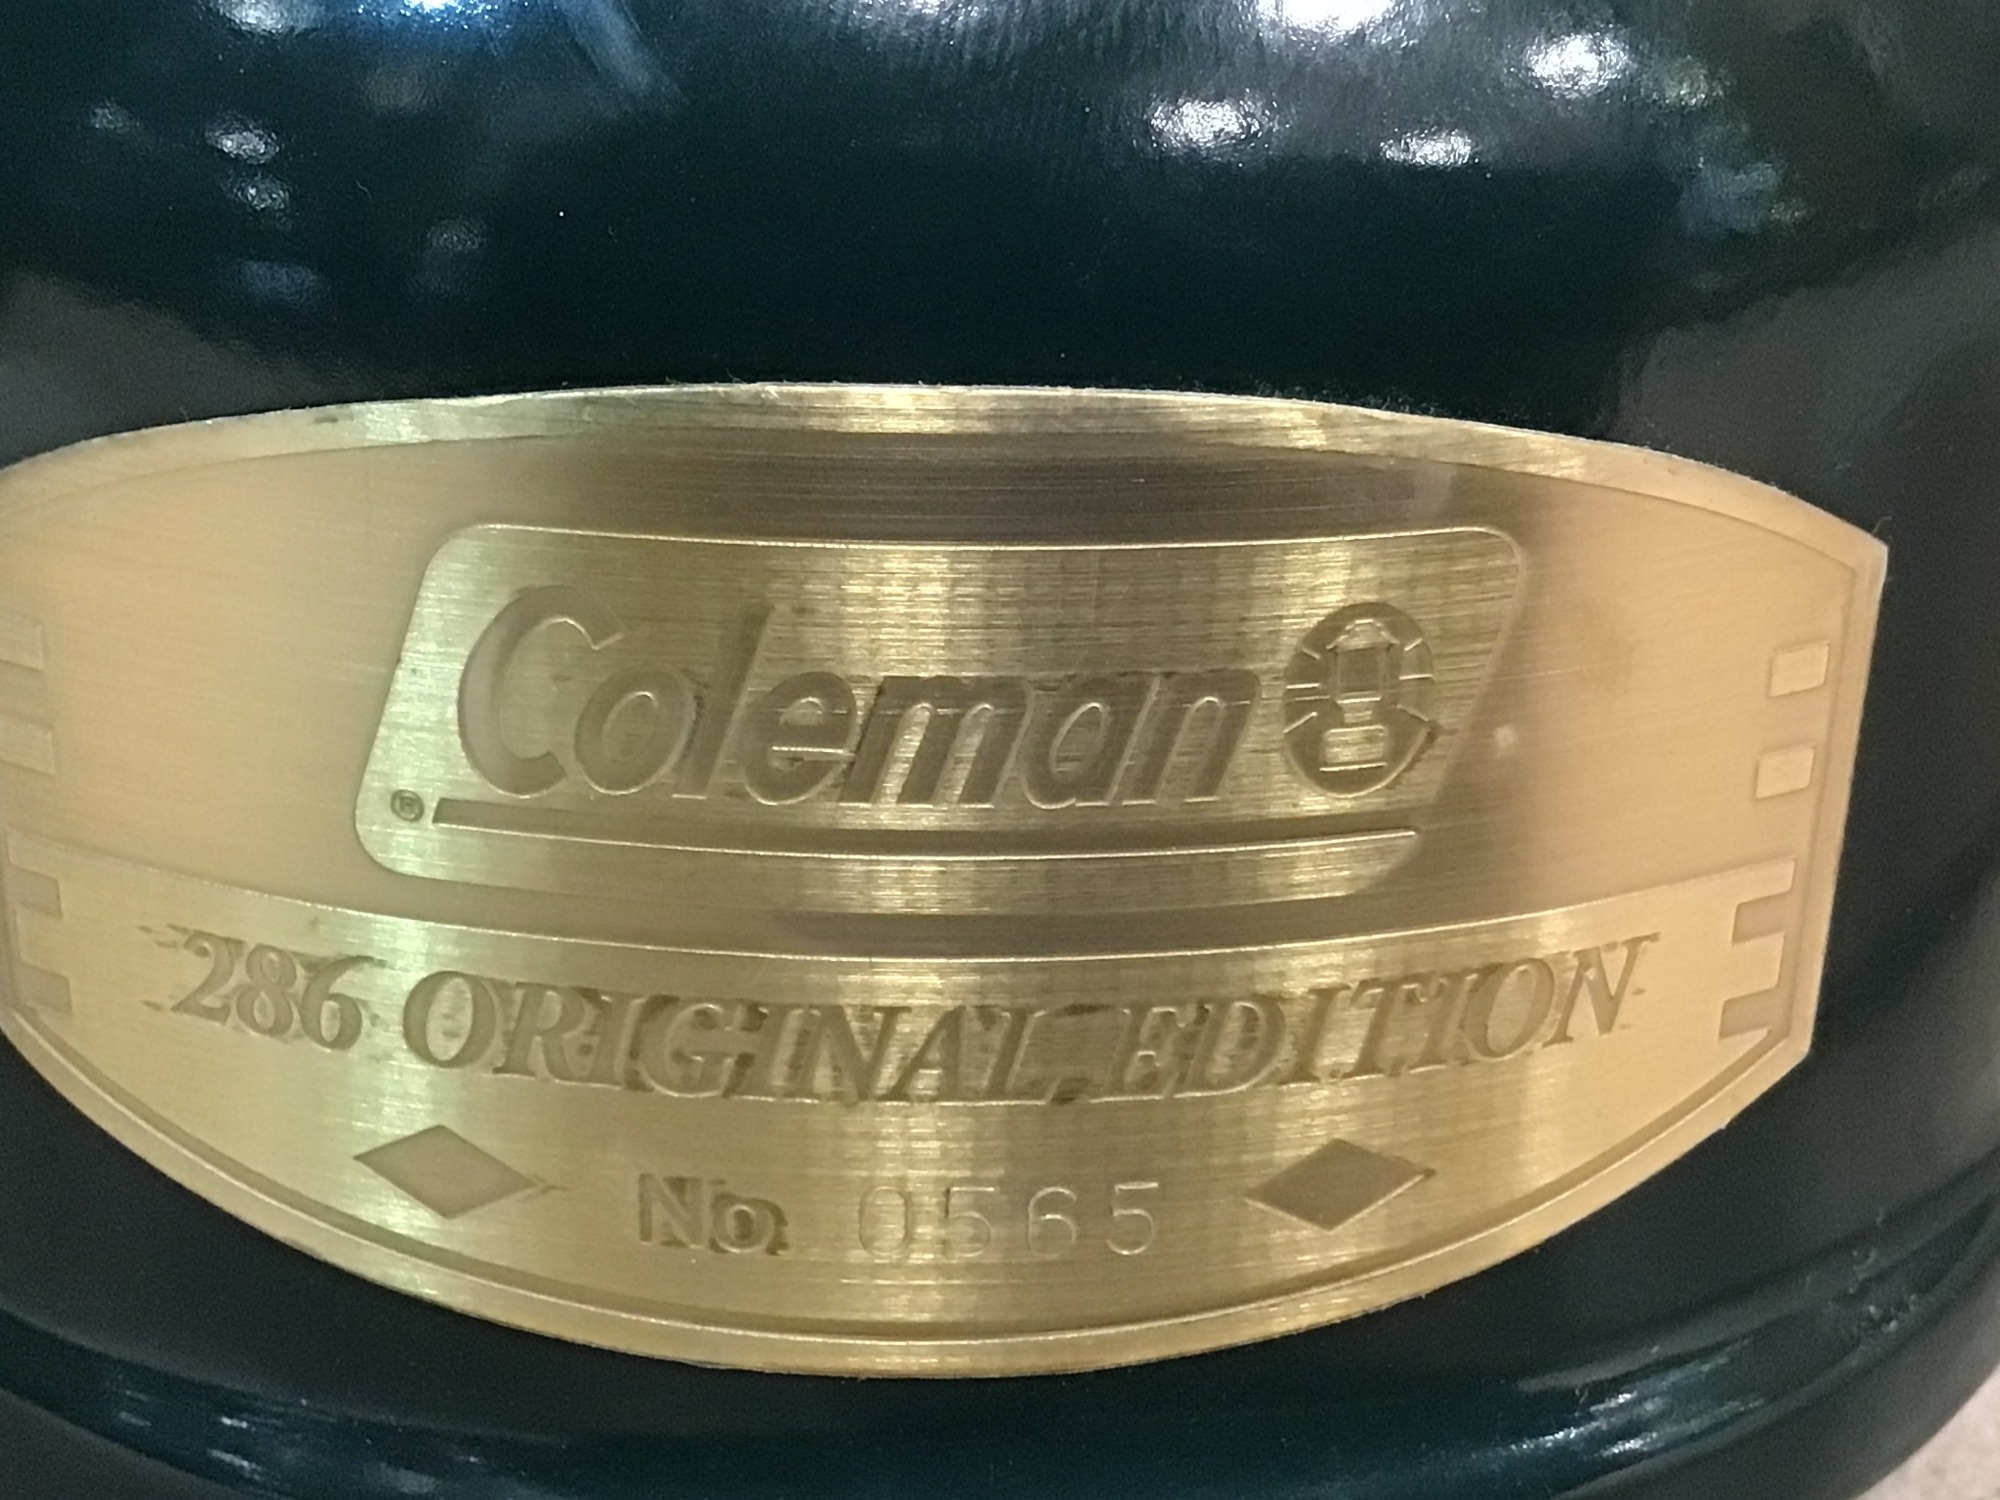 Coleman
®
286 ORIGINAL EDITION
No. 0565